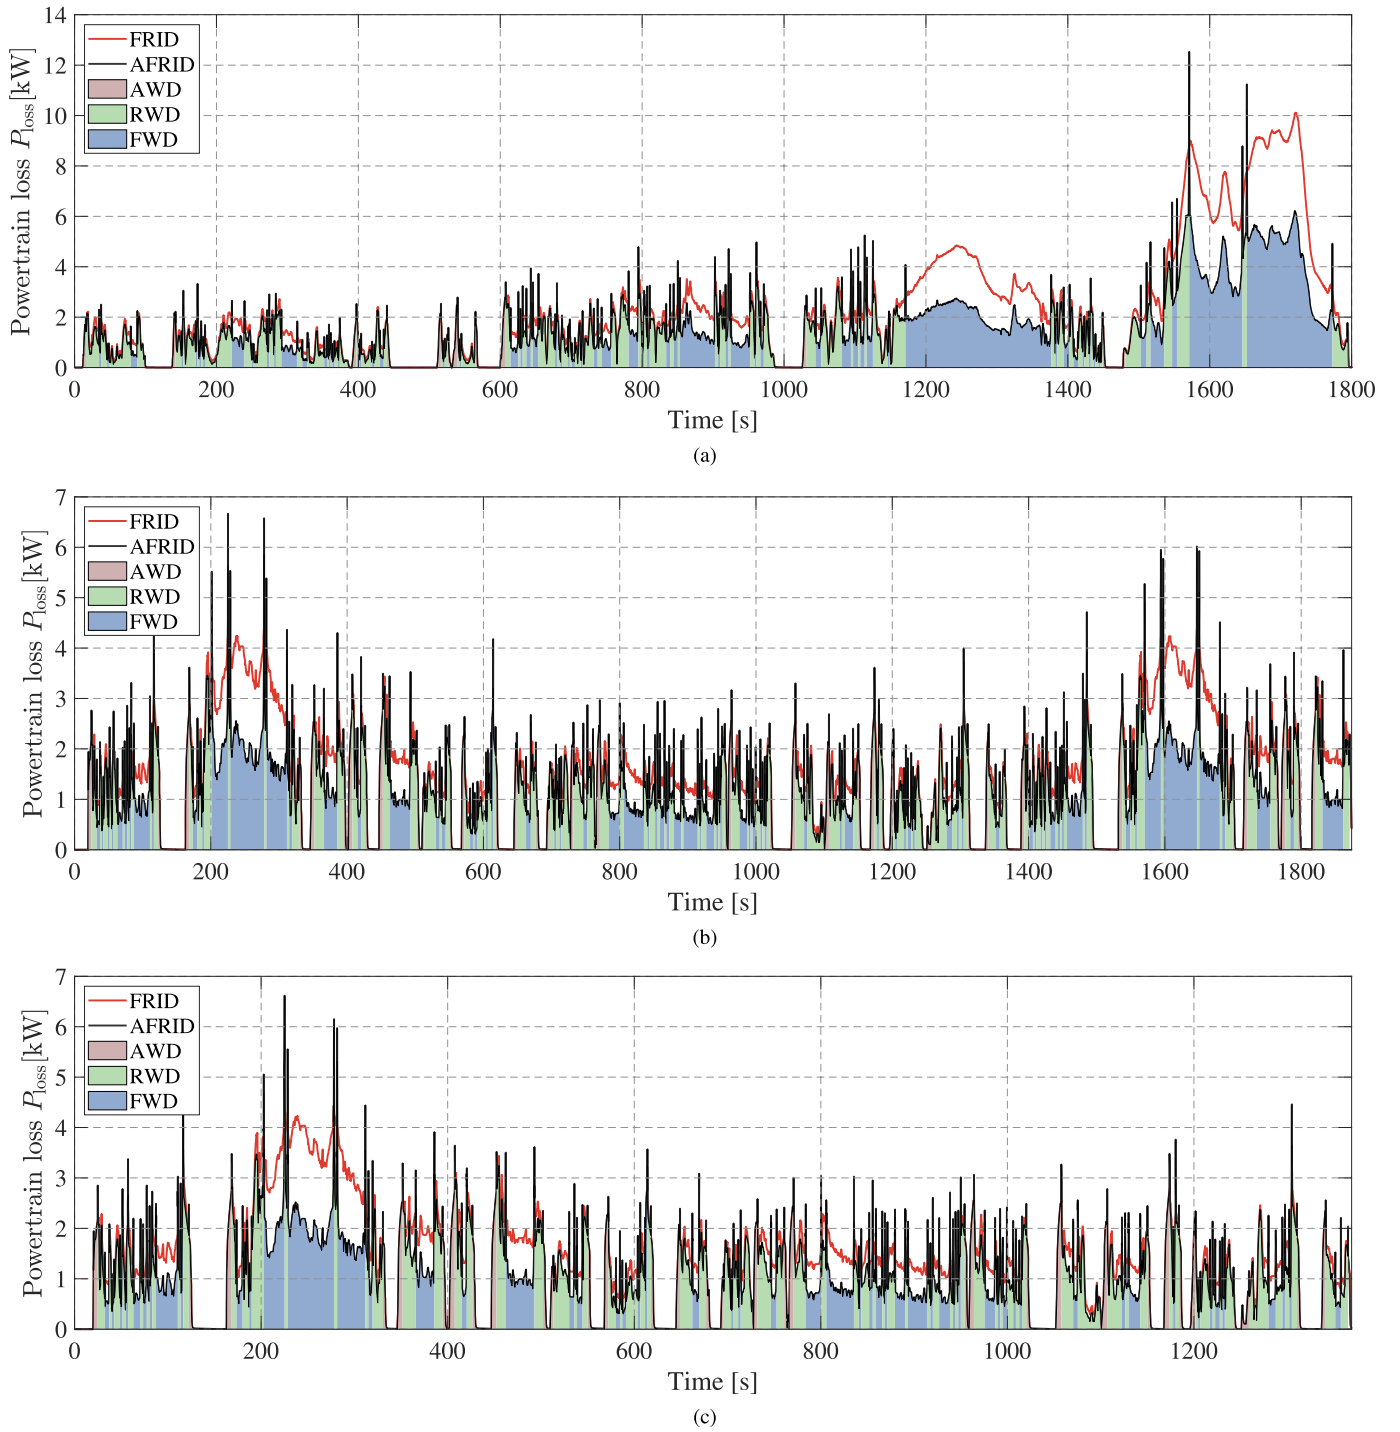 14
12
10
8
6
4
2
0
Powertrain loss P_loss[kW]
FRID
AFRID
AWD
RWD
FWD
0 200 400 600 800 1000 1200 1400 1600 1800
Time [s]
(a)
7
6
5
4
3
2
1
0
Powertrain loss P_loss[kW]
FRID
AFRID
AWD
RWD
FWD
0 200 400 600 800 1000 1200 1400 1600 1800
Time [s]
(b)
7
6
5
4
3
2
1
0
Powertrain loss P_loss[kW]
FRID
AFRID
AWD
RWD
FWD
0 200 400 600 800 1000 1200
Time [s]
(c)